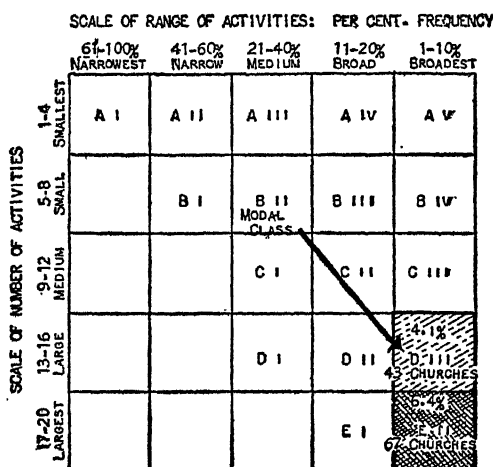 SCALE OF RANGE OF ACTIVITIES: PER CENT. FREQUENCY
61-100% 41-60% 21-40% 11-20% 1-10%
NARROWEST NARROW MEDIUM BROAD BROADEST
SCALE OF NUMBER OF ACTIVITIES
1-4
SMALLEST
A I A II A III A IV A V
5-8
SMALL
B I B II B III B IV
MODAL
CLASS
9-12
MEDIUM
C I C II C III
13-16
LARGE
4.1%
D I D II D III
43 CHURCHES
17-20
LARGEST
6.4%
E I E II
67 CHURCHES